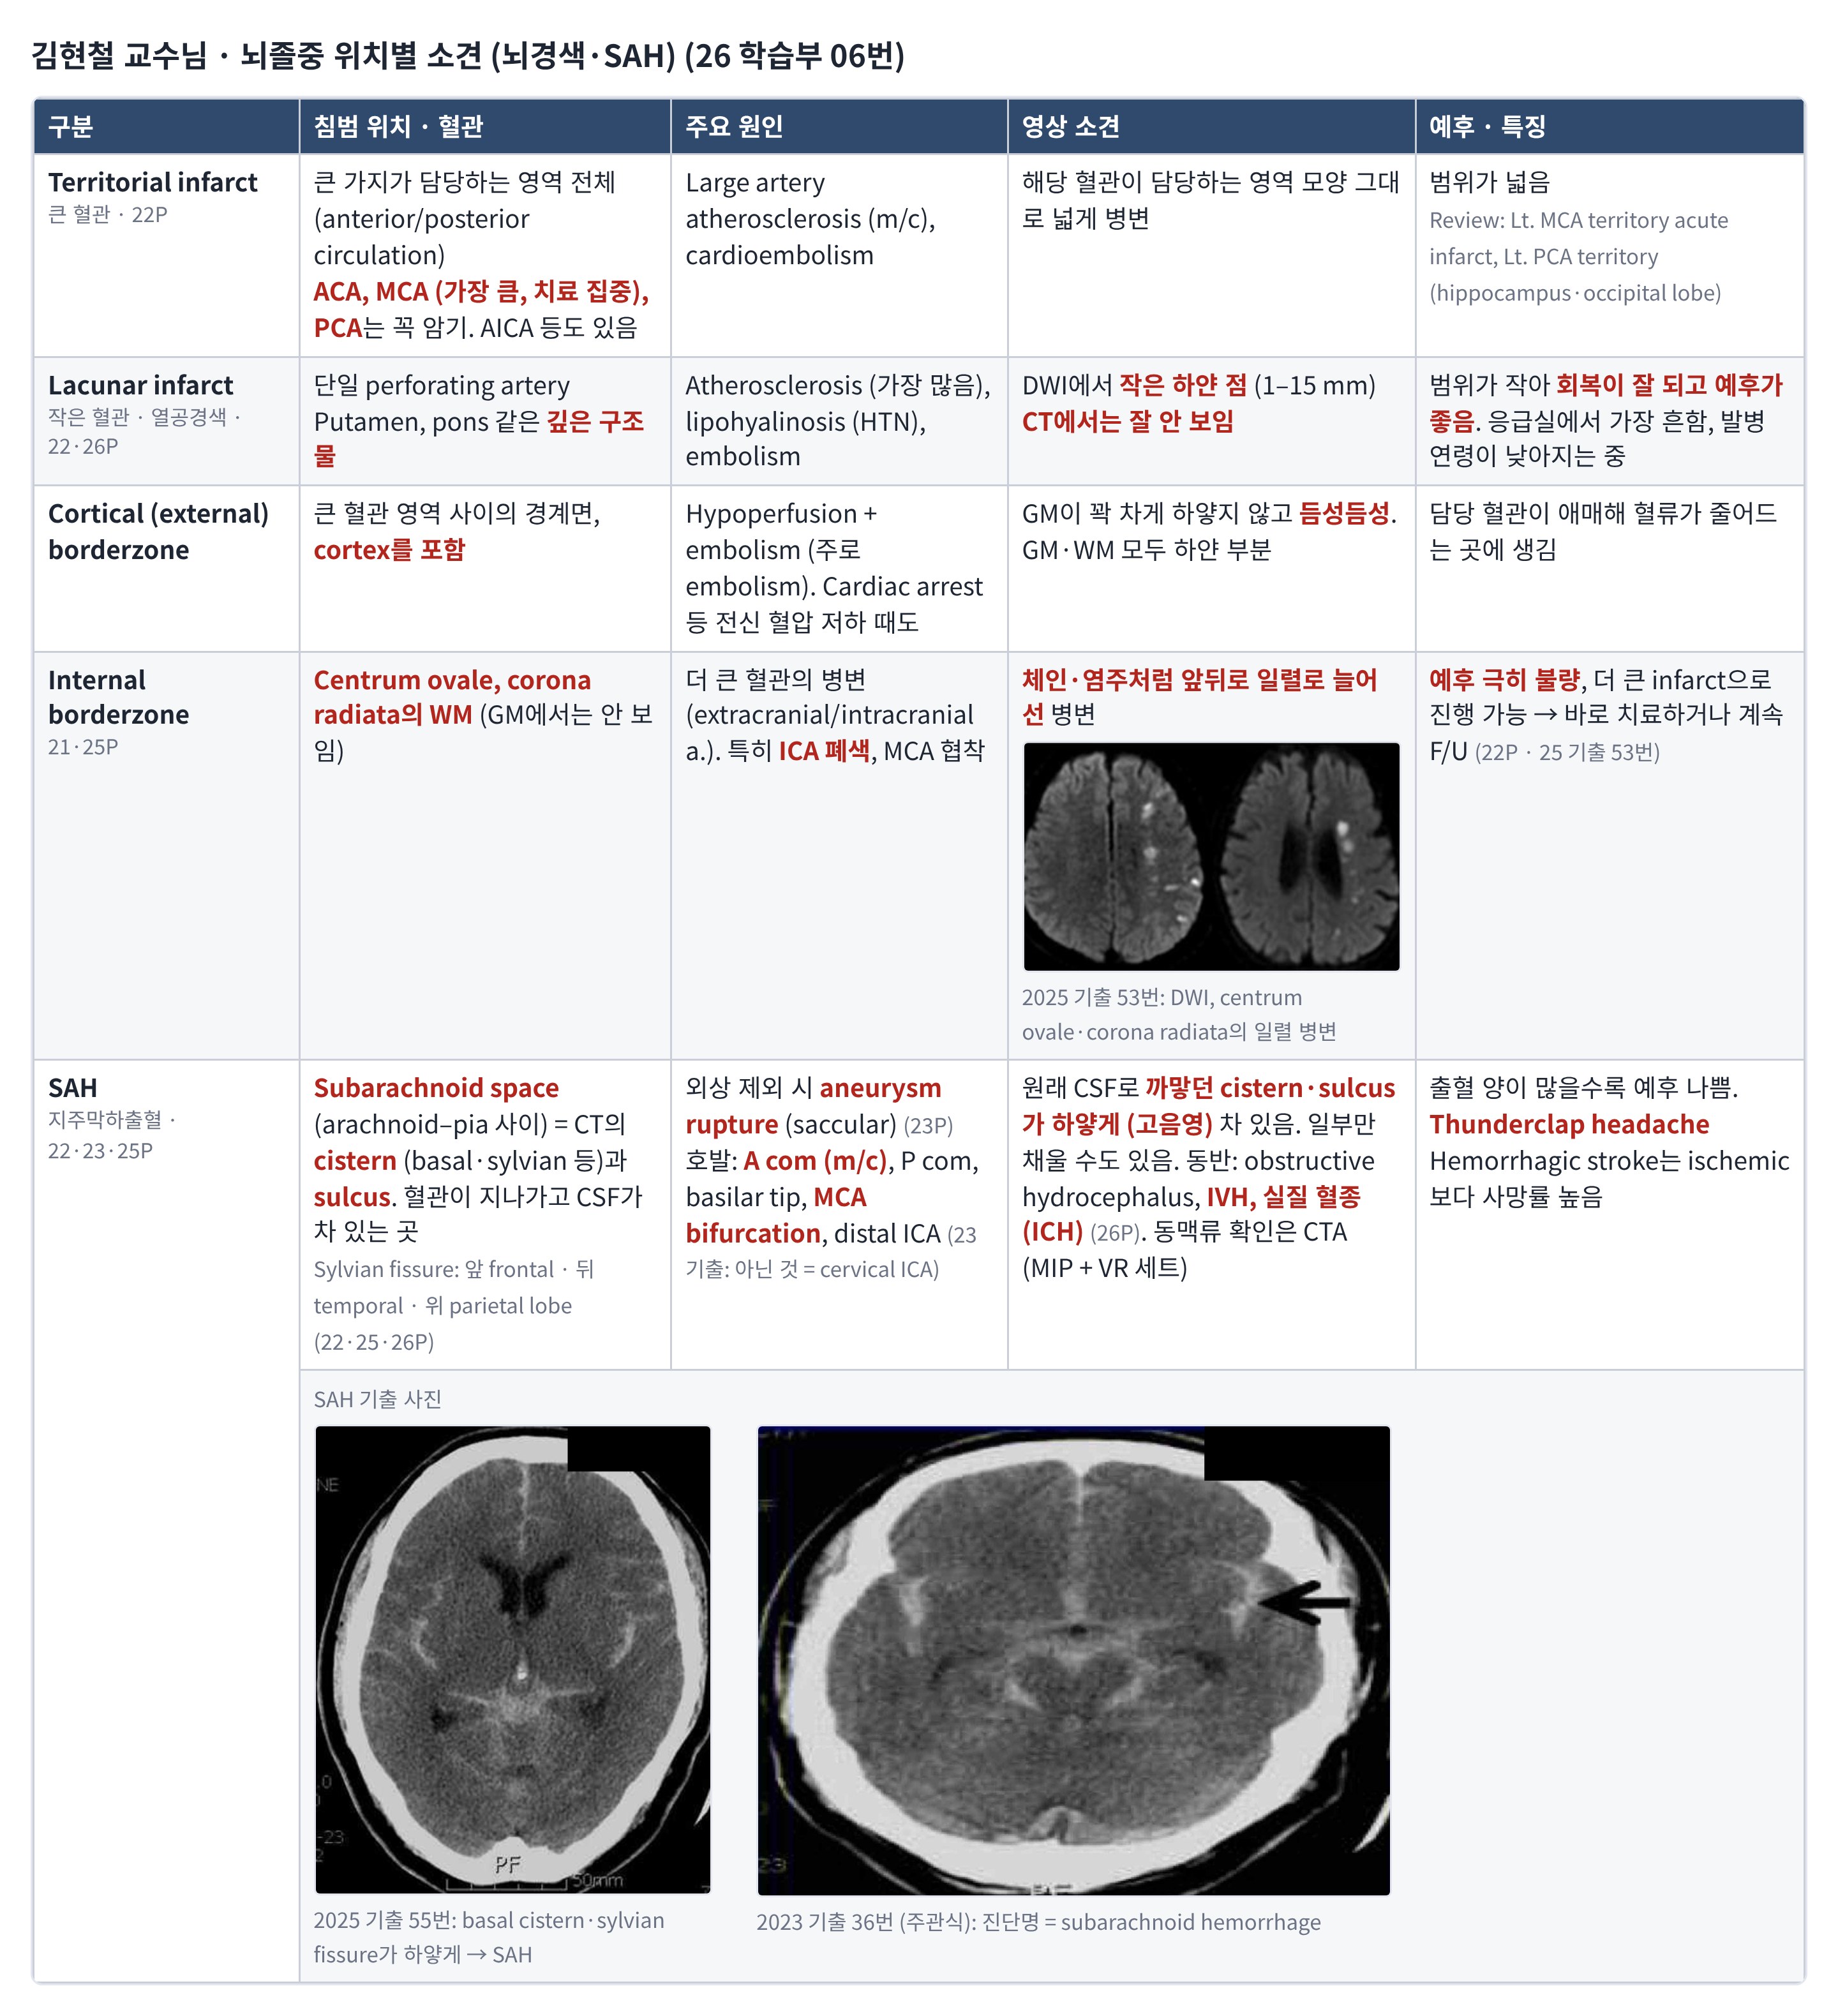 김현철 교수님 · 뇌졸중 위치별 소견 (뇌경색·SAH) (26 학습부 06번)
구분
침범 위치 · 혈관
주요 원인
영상 소견
예후 · 특징
Territorial infarct
큰 혈관 · 22P
큰 가지가 담당하는 영역 전체
(anterior/posterior
circulation)
ACA, MCA (가장 큼, 치료 집중),
PCA는 꼭 암기. AICA 등도 있음
Large artery
atherosclerosis (m/c),
cardioembolism
해당 혈관이 담당하는 영역 모양 그대
로 넓게 병변
범위가 넓음
Review: Lt. MCA territory acute
infarct, Lt. PCA territory
(hippocampus·occipital lobe)
Lacunar infarct
작은 혈관 · 열공경색 ·
22·26P
단일 perforating artery
Putamen, pons 같은 깊은 구조
물
Atherosclerosis (가장 많음),
lipohyalinosis (HTN),
embolism
DWI에서 작은 하얀 점 (1–15 mm)
CT에서는 잘 안 보임
범위가 작아 회복이 잘 되고 예후가
좋음. 응급실에서 가장 흔함, 발병
연령이 낮아지는 중
Cortical (external)
borderzone
큰 혈관 영역 사이의 경계면,
cortex를 포함
Hypoperfusion +
embolism (주로
embolism). Cardiac arrest
등 전신 혈압 저하 때도
GM이 꽉 차게 하얗지 않고 듬성듬성.
GM·WM 모두 하얀 부분
담당 혈관이 애매해 혈류가 줄어드
는 곳에 생김
Internal
borderzone
21·25P
Centrum ovale, corona
radiata의 WM (GM에서는 안 보
임)
더 큰 혈관의 병변
(extracranial/intracranial
a.). 특히 ICA 폐색, MCA 협착
체인·염주처럼 앞뒤로 일렬로 늘어
선 병변
2025 기출 53번: DWI, centrum
ovale·corona radiata의 일렬 병변
예후 극히 불량, 더 큰 infarct으로
진행 가능 → 바로 치료하거나 계속
F/U (22P · 25 기출 53번)
SAH
지주막하출혈 ·
22·23·25P
Subarachnoid space
(arachnoid–pia 사이) = CT의
cistern (basal·sylvian 등)과
sulcus. 혈관이 지나가고 CSF가
차 있는 곳
Sylvian fissure: 앞 frontal · 뒤
temporal · 위 parietal lobe
(22·25·26P)
외상 제외 시 aneurysm
rupture (saccular) (23P)
호발: A com (m/c), P com,
basilar tip, MCA
bifurcation, distal ICA (23
기출: 아닌 것 = cervical ICA)
원래 CSF로 까맣던 cistern·sulcus
가 하얗게 (고음영) 차 있음. 일부만
채울 수도 있음. 동반: obstructive
hydrocephalus, IVH, 실질 혈종
(ICH) (26P). 동맥류 확인은 CTA
(MIP + VR 세트)
출혈 양이 많을수록 예후 나쁨.
Thunderclap headache
Hemorrhagic stroke는 ischemic
보다 사망률 높음
SAH 기출 사진
NE
-23
PF
50mm
23
2025 기출 55번: basal cistern·sylvian
fissure가 하얗게 → SAH
2023 기출 36번 (주관식): 진단명 = subarachnoid hemorrhage